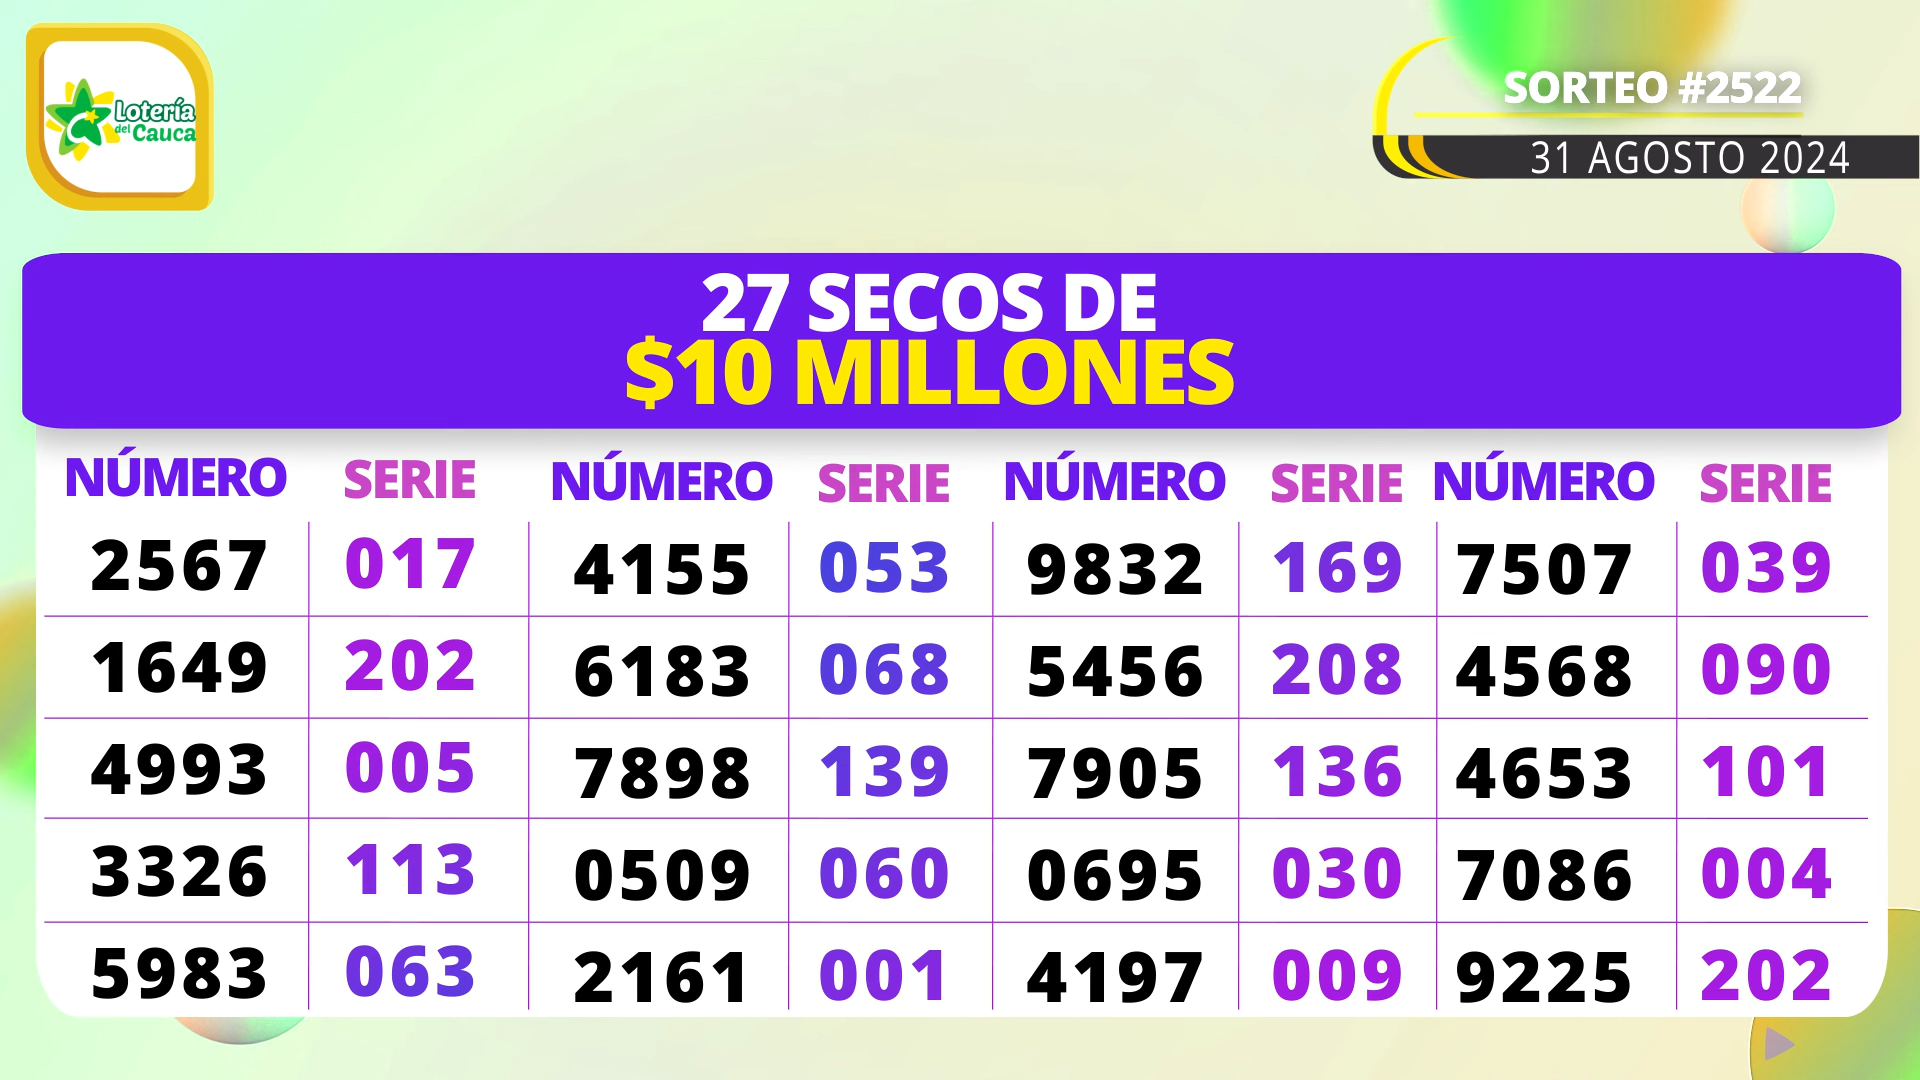 Lotería
del Cauca
SORTEO #2522
31 AGOSTO 2024
27 SECOS DE
$10 MILLONES
NÚMERO SERIE NÚMERO SERIE NÚMERO SERIE NÚMERO SERIE
2567 017 4155 053 9832 169 7507 039
1649 202 6183 068 5456 208 4568 090
4993 005 7898 139 7905 136 4653 101
3326 113 0509 060 0695 030 7086 004
5983 063 2161 001 4197 009 9225 202